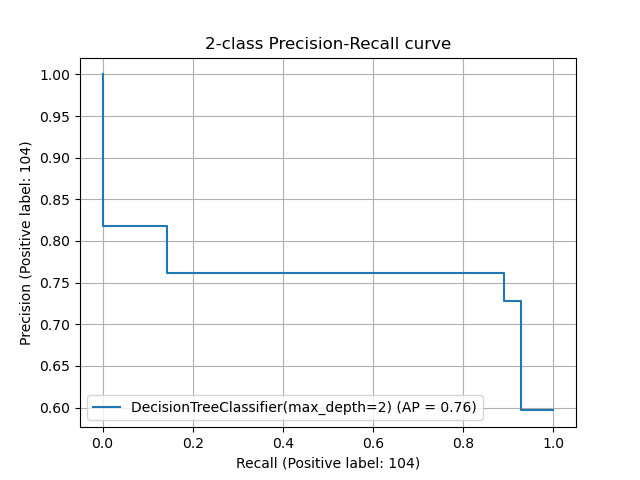 2-class Precision-Recall curve
Precision (Positive label: 104)
1.00
0.95
0.90
0.85
0.80
0.75
0.70
0.65
0.60
DecisionTreeClassifier(max_depth=2) (AP = 0.76)
0.0 0.2 0.4 0.6 0.8 1.0
Recall (Positive label: 104)